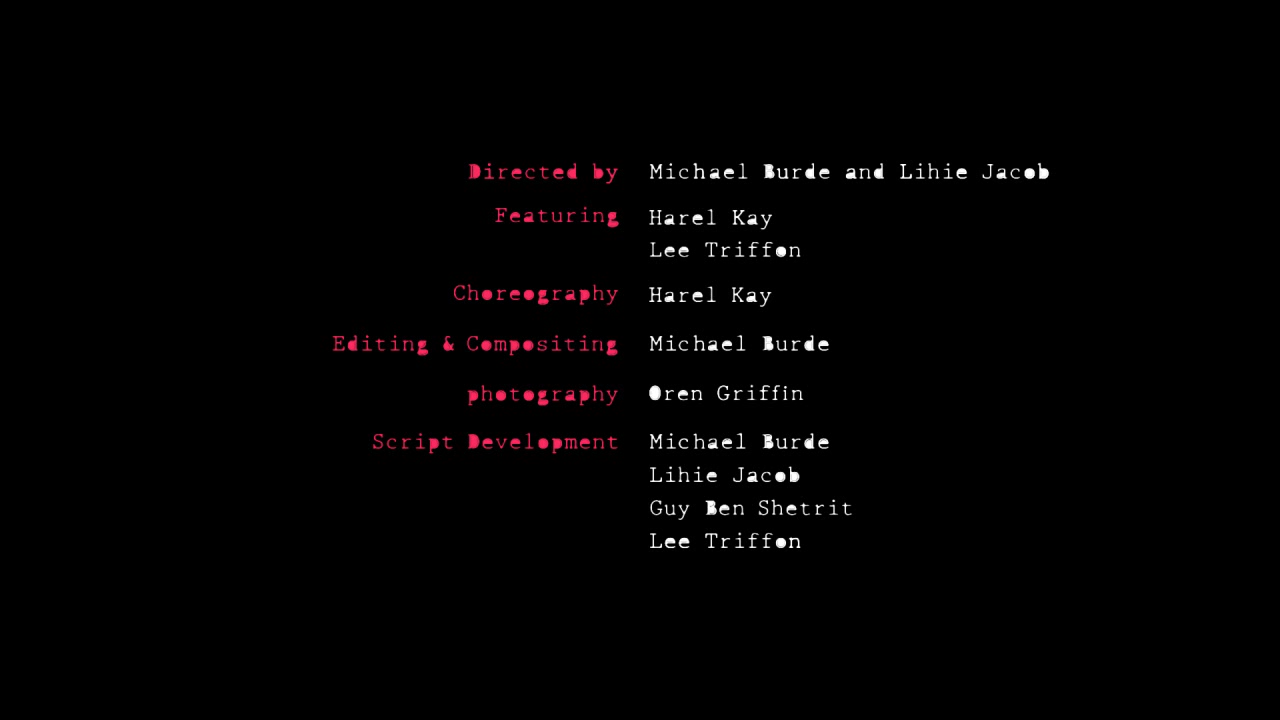 Directed by Michael Burde and Lihie Jacob
Featuring Harel Kay
Lee Triffon
Choreography Harel Kay
Editing & Compositing Michael Burde
photography Oren Griffin
Script Development Michael Burde
Lihie Jacob
Guy Ben Shetrit
Lee Triffon